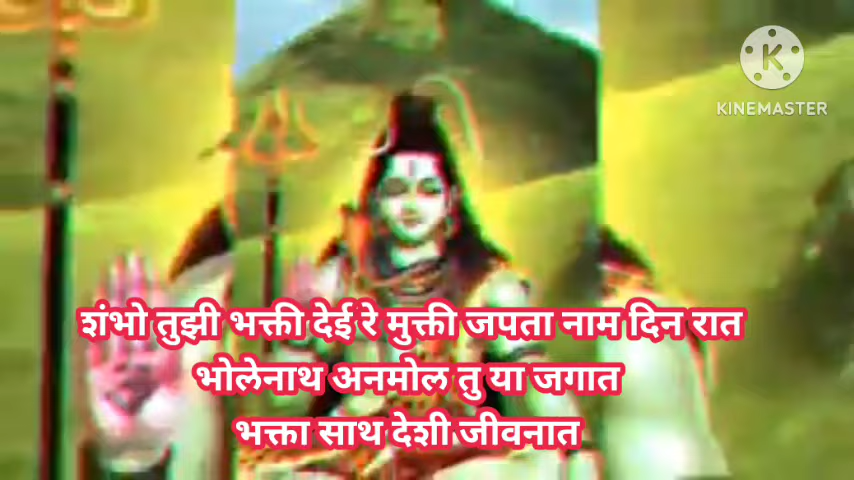 KINEMASTER
शंभो तुझी भक्ती देई रे मुक्ती जपता नाम दिन रात
भोलेनाथ अनमोल तु या जगात
भक्ता साथ देशी जीवनात